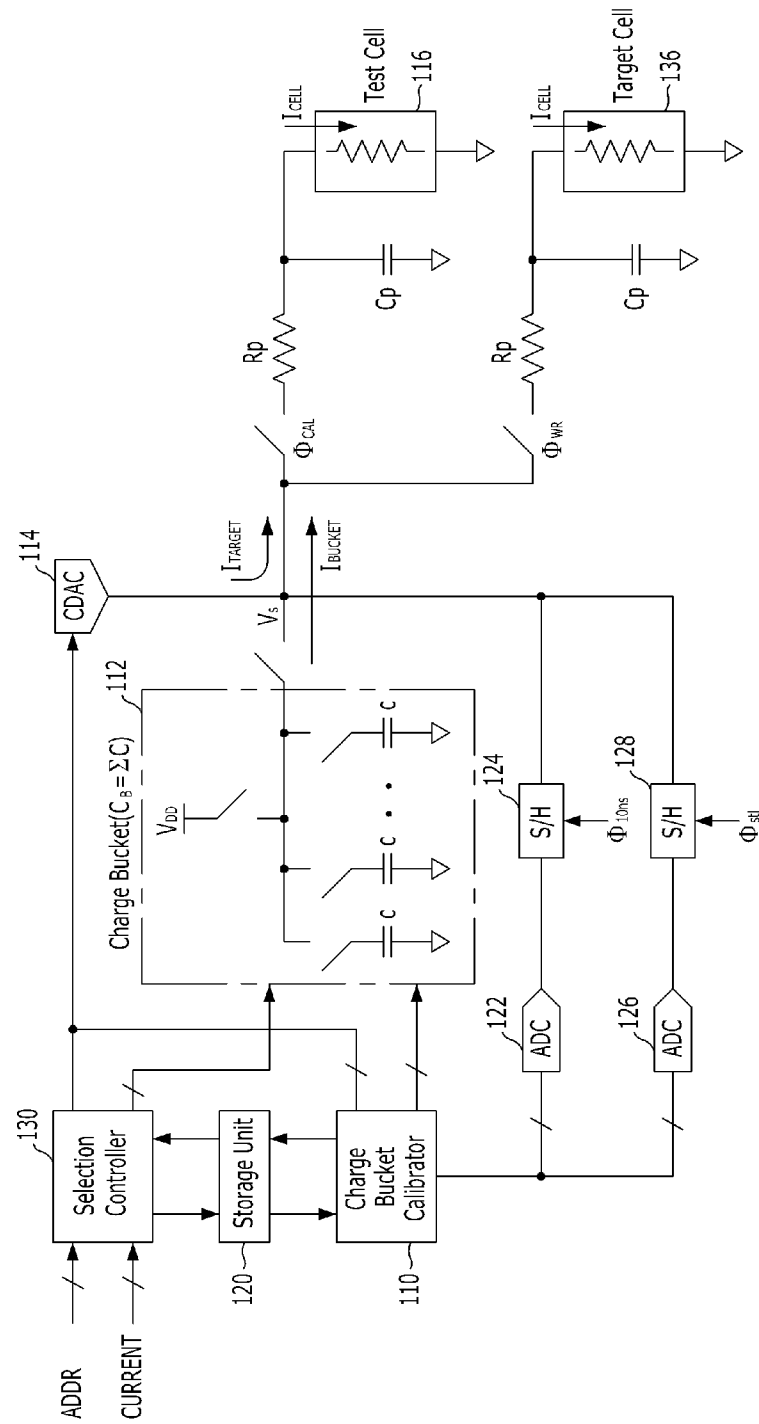 ADDR
CURRENT
130
Selection
Controller
Storage Unit
120
Charge
Bucket
Calibrator
110
Charge Bucket(C_B = ΣC)
112
V_DD
C
C
C
122
ADC
126
ADC
124
S/H
Φ_10ns
128
S/H
Φ_stl
114
CDAC
V_S
I_TARGET
I_BUCKET
Φ_CAL
Rp
Cp
I_CELL
Test Cell
116
Φ_WR
Rp
Cp
I_CELL
Target Cell
136